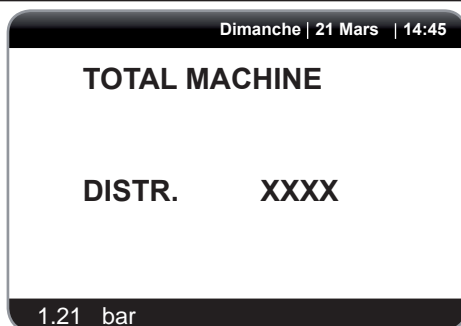 Dimanche | 21 Mars | 14:45
TOTAL MACHINE
DISTR. XXXX
1.21 bar